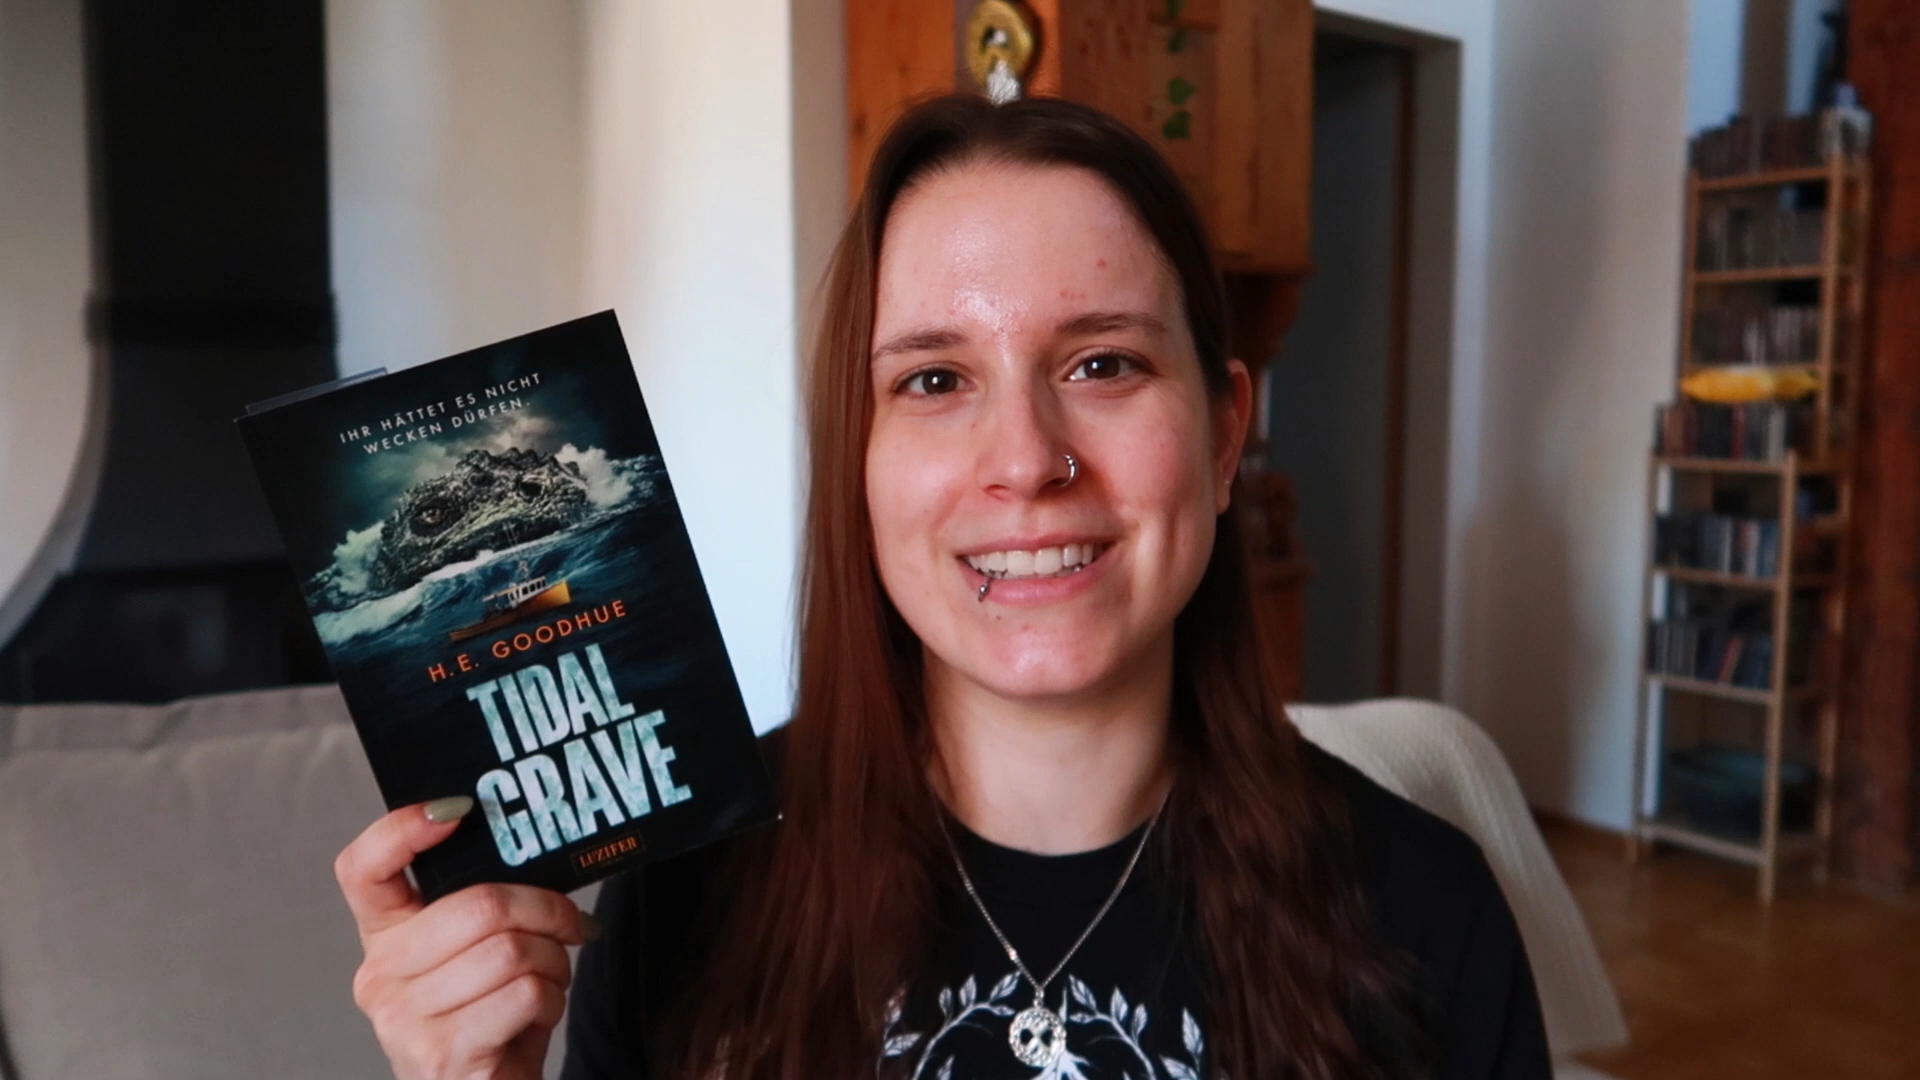 IHR HÄTTET ES NICHT
WECKEN DÜRFEN.
H.E. GOODHUE
TIDAL
GRAVE
LUZIFER